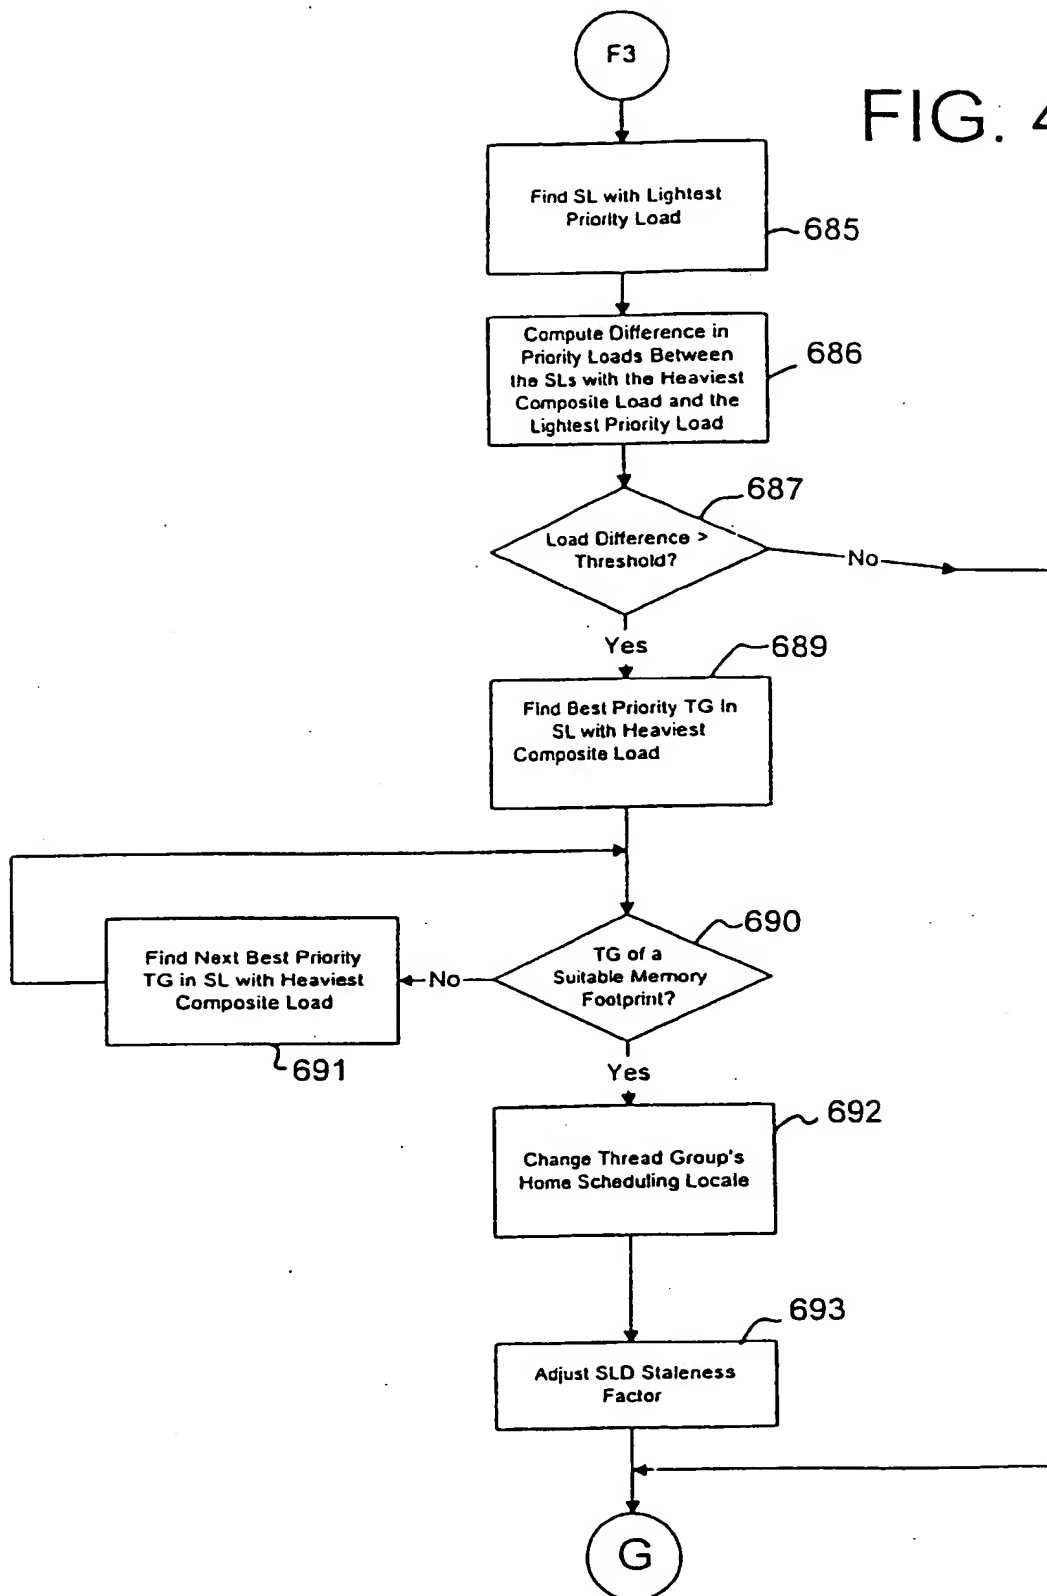 F3
FIG. 4
Find SL with Lightest
Priority Load
685
Compute Difference in
Priority Loads Between
the SLs with the Heaviest
Composite Load and the
Lightest Priority Load
686
687
Load Difference >
Threshold?
No
Yes
689
Find Best Priority TG in
SL with Heaviest
Composite Load
690
TG of a
Suitable Memory
Footprint?
No
Find Next Best Priority
TG in SL with Heaviest
Composite Load
691
Yes
692
Change Thread Group's
Home Scheduling Locale
693
Adjust SLD Staleness
Factor
G